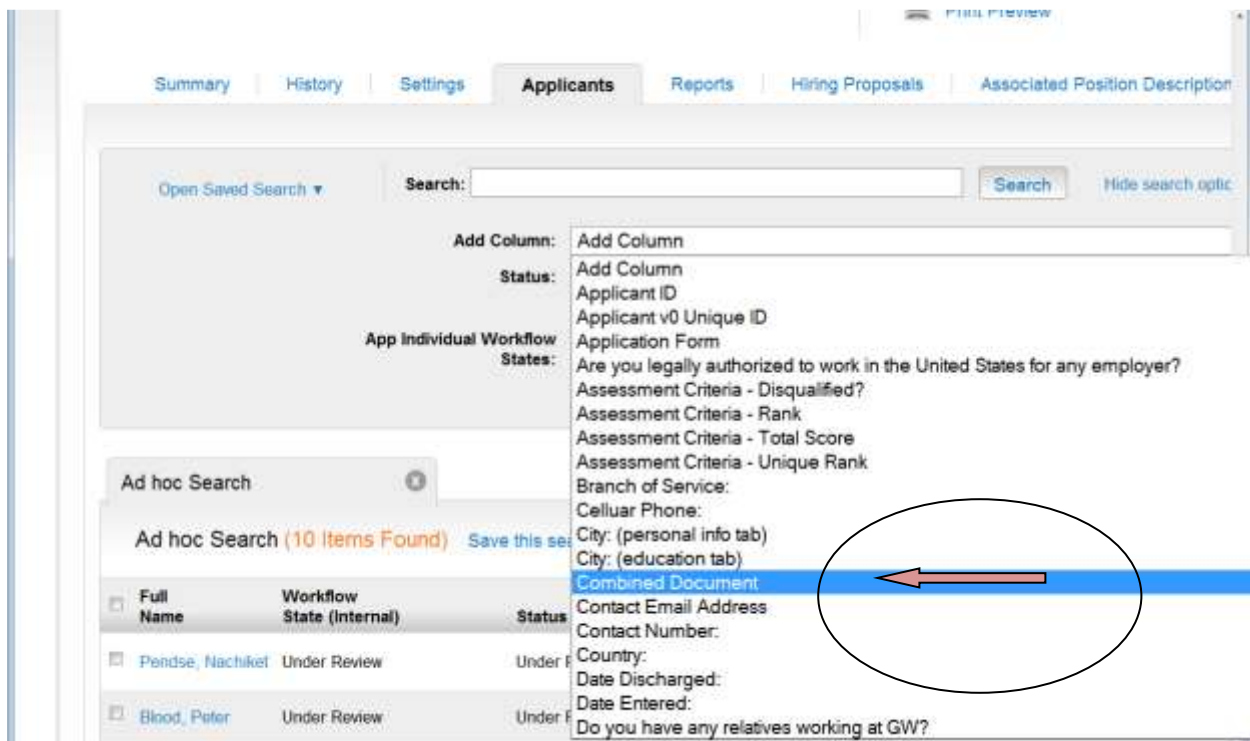 Print Preview
Summary History Settings Applicants Reports Hiring Proposals Associated Position Description
Open Saved Search ▾ Search: Search Hide search optic
Add Column: Add Column
Status: Add Column
Applicant ID
Applicant v0 Unique ID
App Individual Workflow States: Application Form
Are you legally authorized to work in the United States for any employer?
Assessment Criteria - Disqualified?
Assessment Criteria - Rank
Assessment Criteria - Total Score
Assessment Criteria - Unique Rank
Branch of Service:
Celluar Phone:
City: (personal info tab)
City: (education tab)
Combined Document
Contact Email Address
Contact Number:
Country:
Date Discharged:
Date Entered:
Do you have any relatives working at GW?
Ad hoc Search
Ad hoc Search (10 Items Found) Save this sea
Full Name Workflow State (Internal) Status
Pendse, Nachiket Under Review Under R
Blood, Peter Under Review Under R